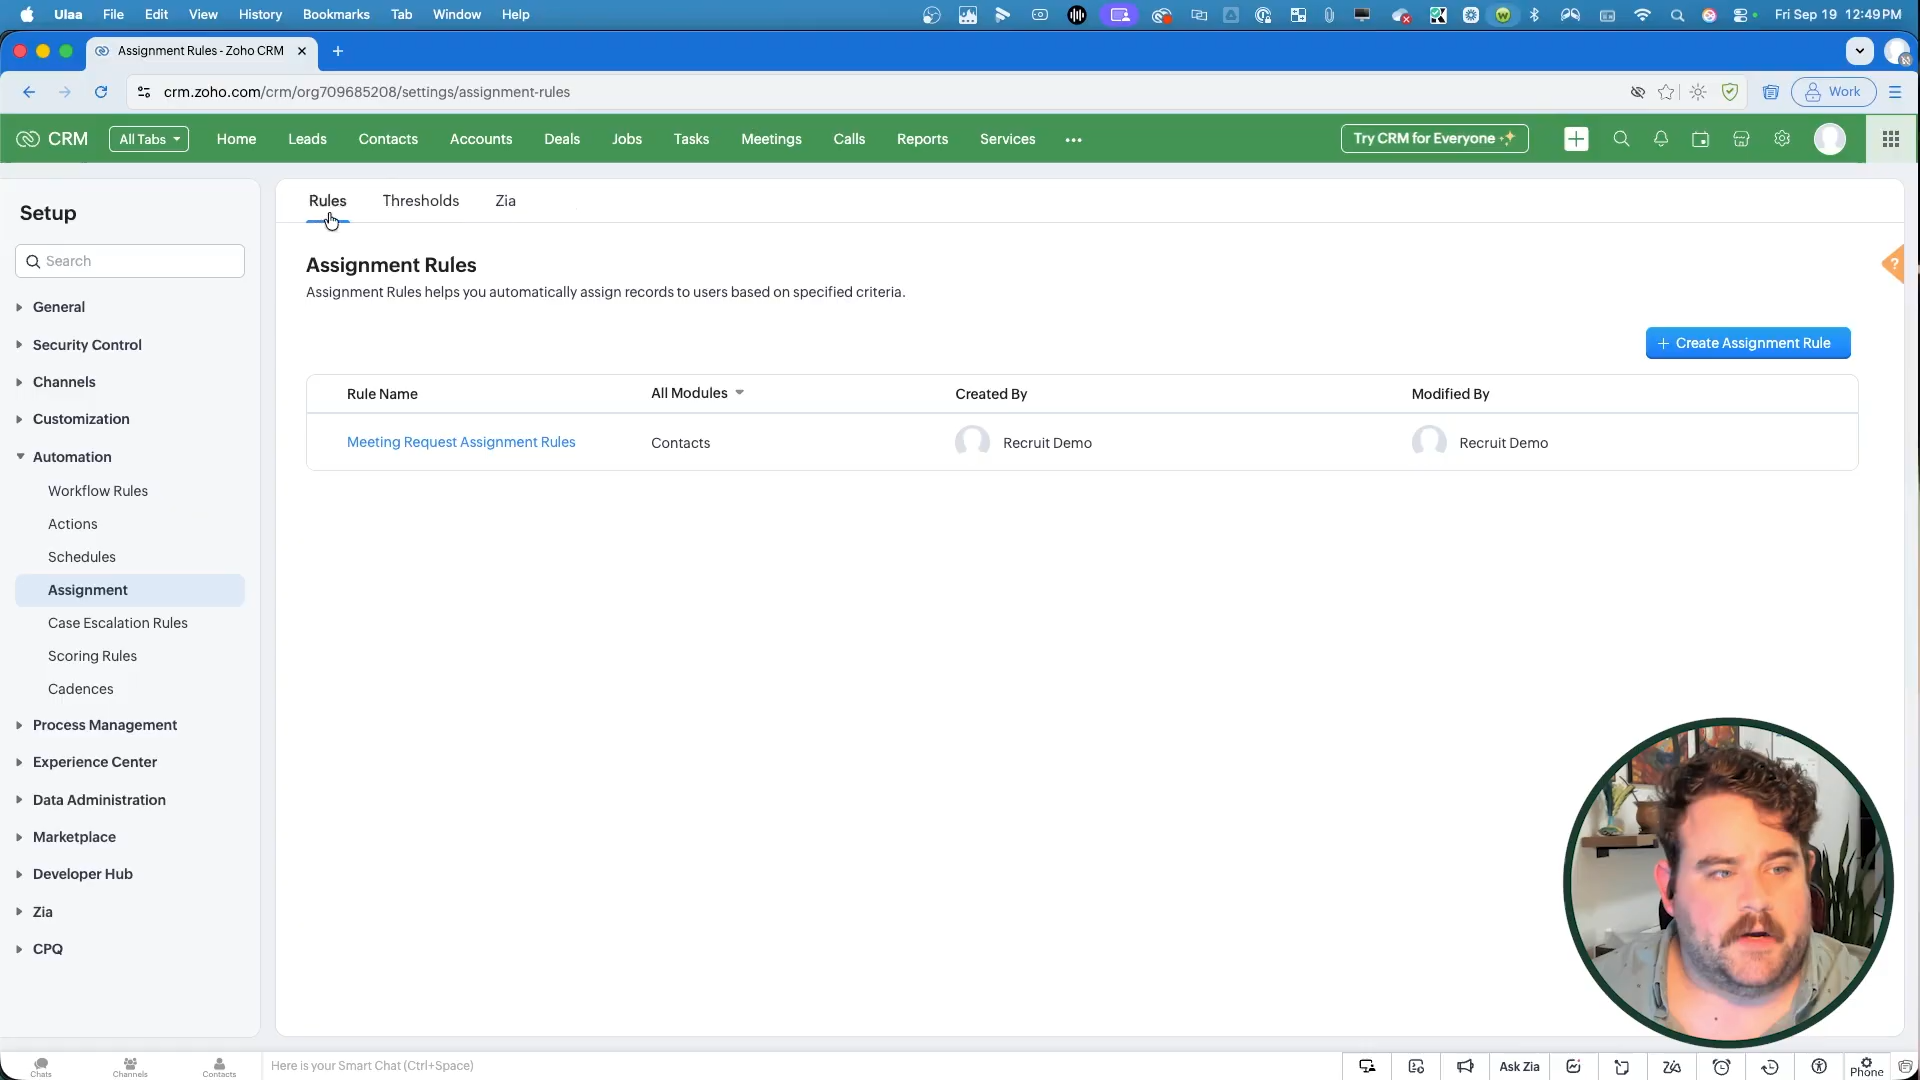 Ulaa File Edit View History Bookmarks Tab Window Help Fri Sep 19 12:49 PM
Assignment Rules - Zoho CRM
crm.zoho.com/crm/org709685208/settings/assignment-rules Work
CRM All Tabs Home Leads Contacts Accounts Deals Jobs Tasks Meetings Calls Reports Services ••• Try CRM for Everyone
Setup
Search
General
Security Control
Channels
Customization
Automation
Workflow Rules
Actions
Schedules
Assignment
Case Escalation Rules
Scoring Rules
Cadences
Process Management
Experience Center
Data Administration
Marketplace
Developer Hub
Zia
CPQ
Rules Thresholds Zia
Assignment Rules
Assignment Rules helps you automatically assign records to users based on specified criteria.
?
+ Create Assignment Rule
Rule Name All Modules Created By Modified By
Meeting Request Assignment Rules Contacts Recruit Demo Recruit Demo
Chats Channels Contacts Here is your Smart Chat (Ctrl+Space) Ask Zia Phone